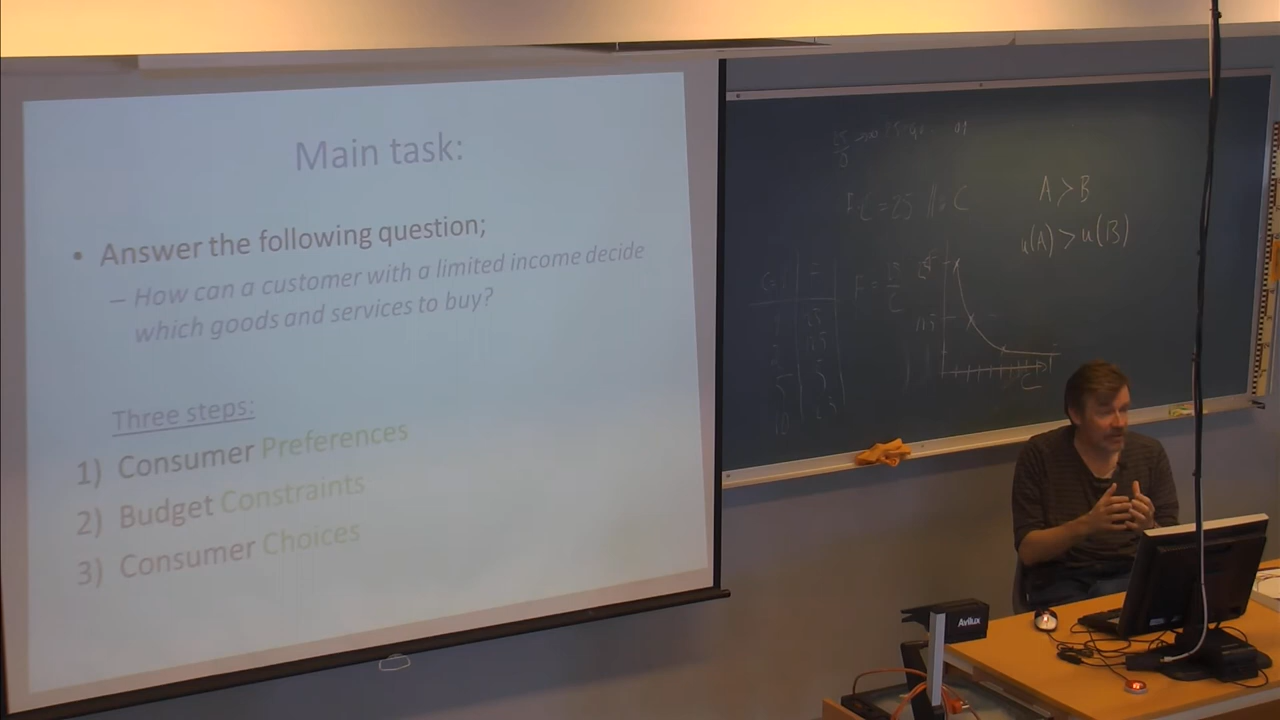 Main task:
• Answer the following question;
– How can a customer with a limited income decide
which goods and services to buy?
Three steps:
1) Consumer Preferences
2) Budget Constraints
3) Consumer Choices
A > B
u(A) > u(B)
C
Avilux